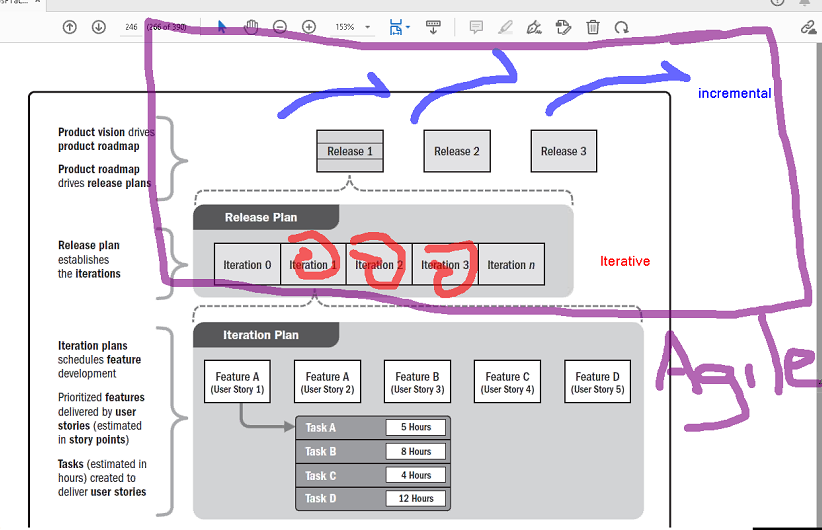 246
(266 of 390)
153%
incremental
Product vision drives
product roadmap
Product roadmap
drives release plans
Release 1
Release 2
Release 3
Release Plan
Release plan
establishes
the iterations
Iteration 0
Iteration 1
Iteration 2
Iteration 3
Iteration n
Iterative
Agile
Iteration Plan
Iteration plans
schedules feature
development
Prioritized features
delivered by user
stories (estimated
in story points)
Tasks (estimated in
hours) created to
deliver user stories
Feature A
(User Story 1)
Feature A
(User Story 2)
Feature B
(User Story 3)
Feature C
(User Story 4)
Feature D
(User Story 5)
Task A
5 Hours
Task B
8 Hours
Task C
4 Hours
Task D
12 Hours